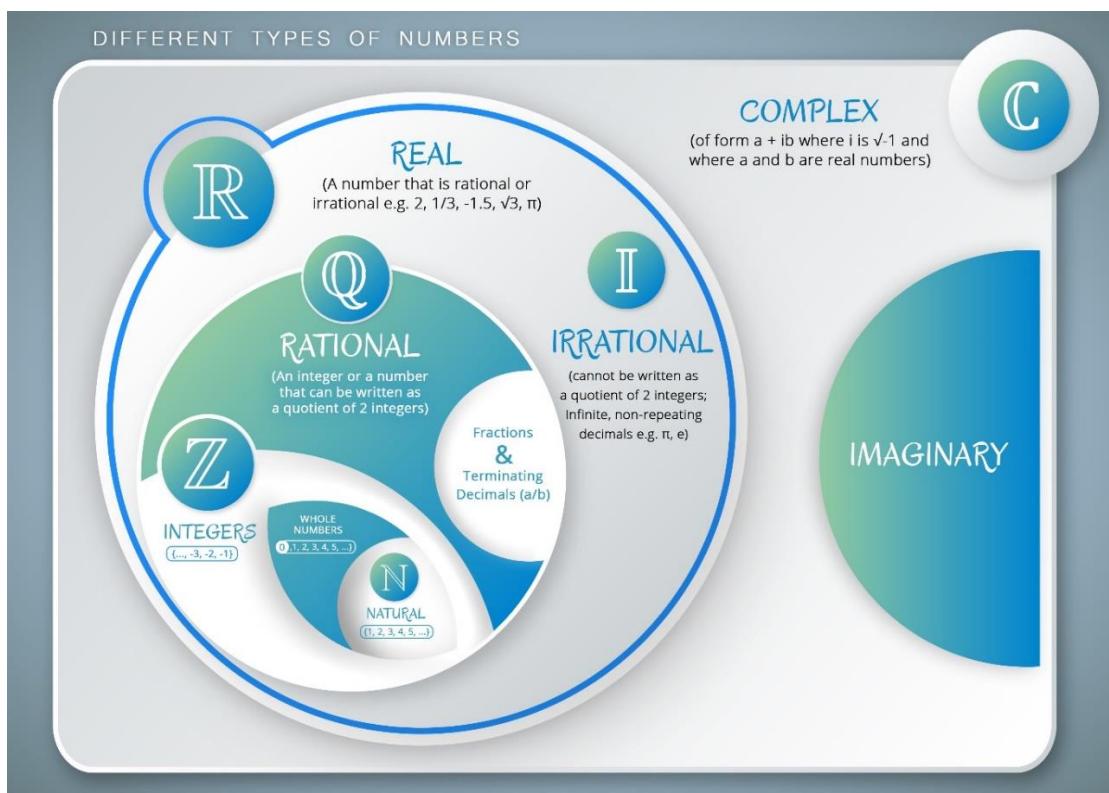 DIFFERENT TYPES OF NUMBERS
ℂ
COMPLEX
(of form a + ib where i is √-1 and
where a and b are real numbers)
ℝ
REAL
(A number that is rational or
irrational e.g. 2, 1/3, -1.5, √3, π)
ℚ
RATIONAL
(An integer or a number
that can be written as
a quotient of 2 integers)
𝕀
IRRATIONAL
(cannot be written as
a quotient of 2 integers;
Infinite, non-repeating
decimals e.g. π, e)
Fractions
&
Terminating
Decimals (a/b)
ℤ
INTEGERS
{..., -3, -2, -1}
WHOLE
NUMBERS
0,1, 2, 3, 4, 5, ...}
ℕ
NATURAL
{1, 2, 3, 4, 5, ...}
IMAGINARY